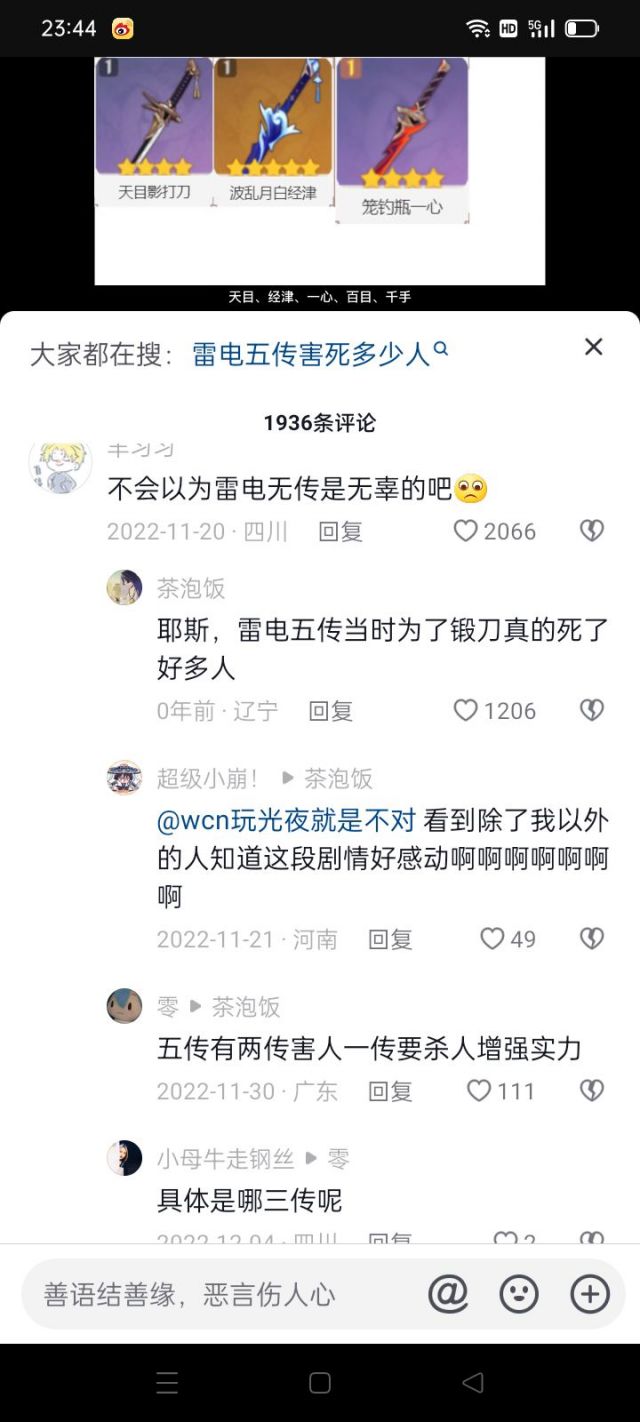 23:44
HD
5G
1
1
1
天目影打刀
波乱月白经津
笼钓瓶一心
天目、经津、一心、百目、千手
大家都在搜：雷电五传害死多少人
1936条评论
不会以为雷电无传是无辜的吧
2022-11-20 · 四川 回复 2066
茶泡饭
耶斯，雷电五传当时为了锻刀真的死了
好多人
0年前 · 辽宁 回复 1206
超级小崩！ 茶泡饭
@wcn玩光夜就是不对 看到除了我以外
的人知道这段剧情好感动啊啊啊啊啊啊
啊
2022-11-21 · 河南 回复 49
零 茶泡饭
五传有两传害人一传要杀人增强实力
2022-11-30 · 广东 回复 111
小母牛走钢丝 零
具体是哪三传呢
2022-12-04 · 四川 回复 2
善语结善缘，恶言伤人心